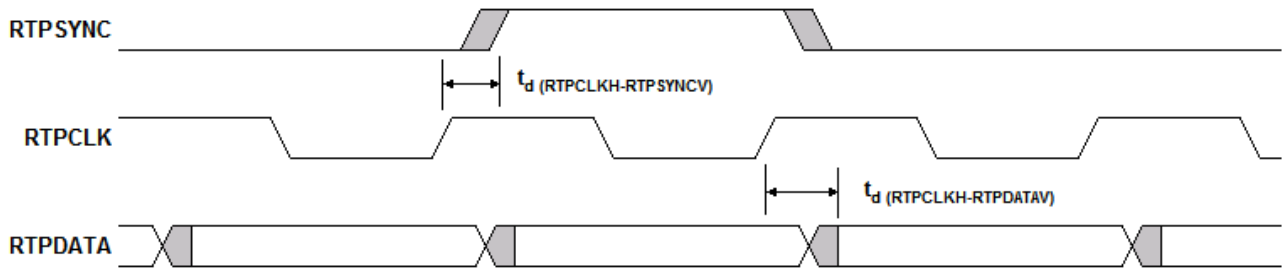 RTPSYNC
td (RTPCLKH-RTPSYNCV)
RTPCLK
td (RTPCLKH-RTPDATAV)
RTPDATA